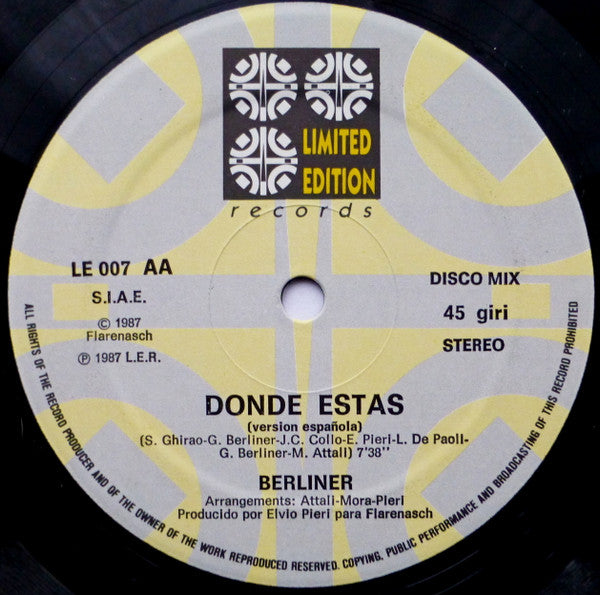 LIMITED
EDITION
records
LE 007 AA
S.I.A.E.
© 1987
Flarenasch
℗ 1987 L.E.R.
DISCO MIX
45 giri
STEREO
DONDE ESTAS
(version española)
(S. Ghirao-G. Berliner-J.C. Collo-E. Pieri-L. De Paoli-
G. Berliner-M. Attali) 7'38''
BERLINER
Arrangements: Attali-Mora-Pieri
Producido por Elvio Pieri para Flarenasch
ALL RIGHTS OF THE RECORD PRODUCER AND OF THE OWNER OF THE WORK REPRODUCED RESERVED. COPYING, PUBLIC PERFORMANCE AND BROADCASTING OF THIS RECORD PROHIBITED